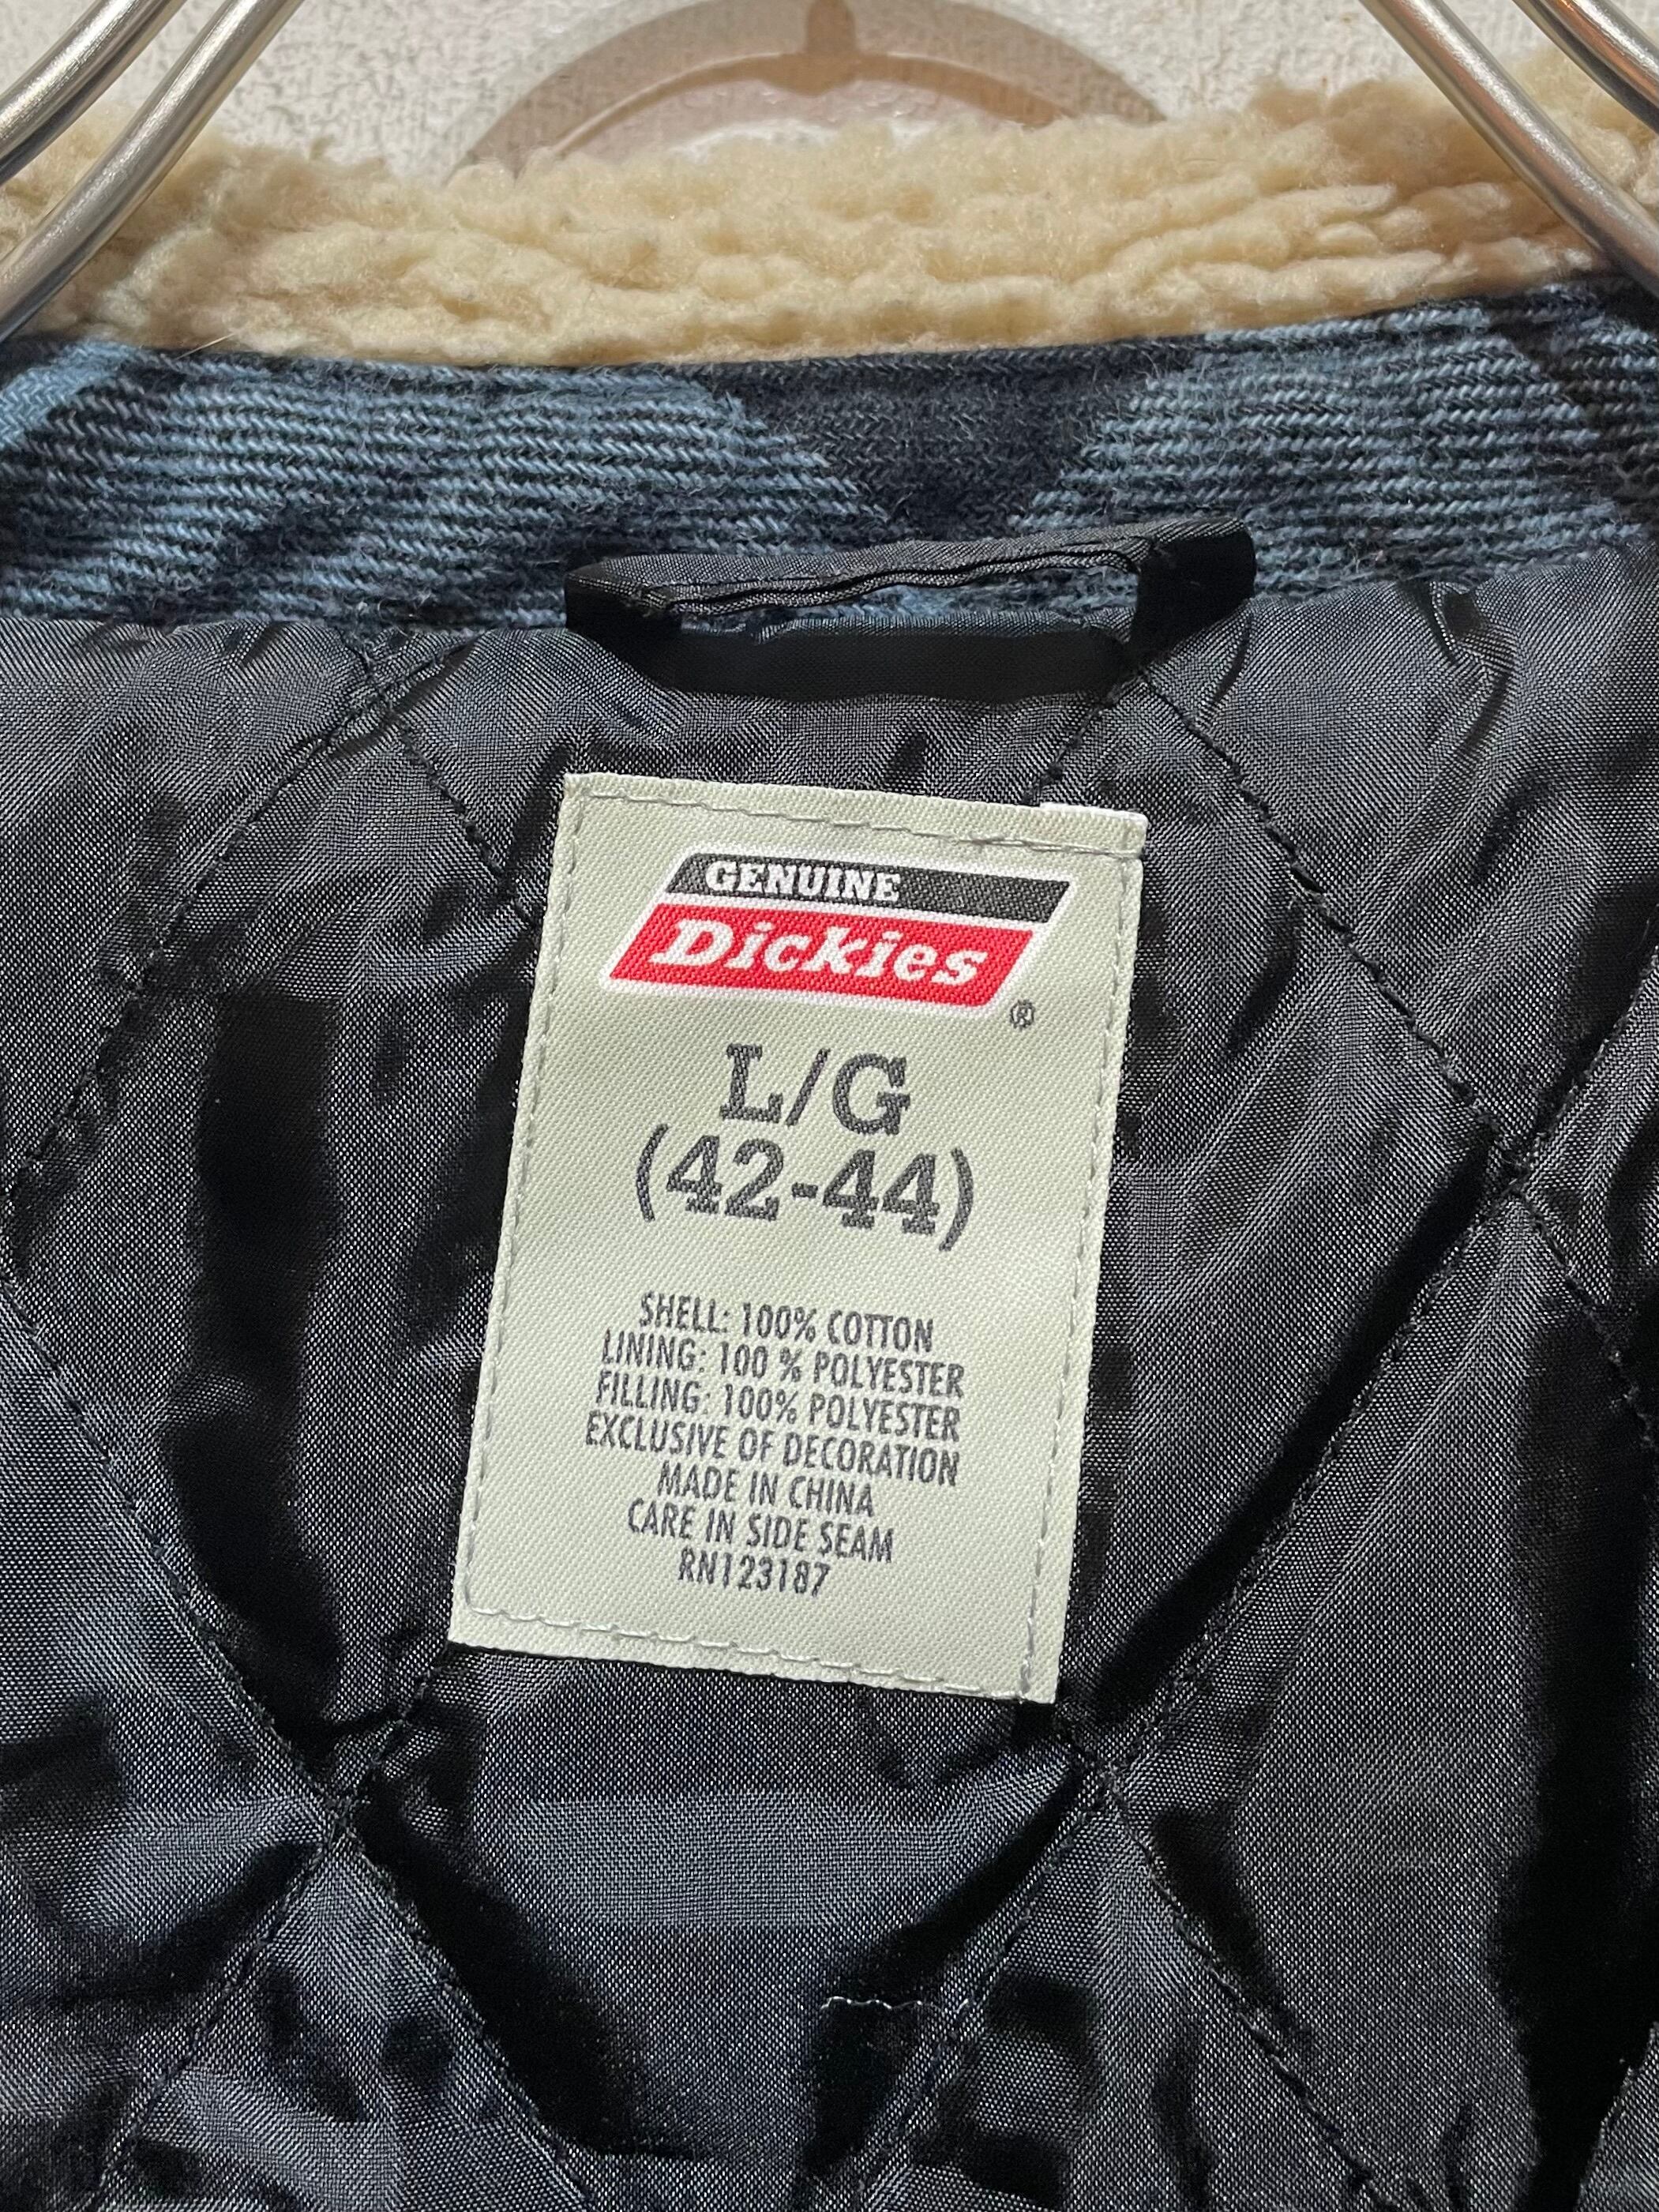 GENUINE
Dickies
®
L/G
(42-44)
SHELL: 100% COTTON
LINING: 100 % POLYESTER
FILLING: 100% POLYESTER
EXCLUSIVE OF DECORATION
MADE IN CHINA
CARE IN SIDE SEAM
RN123187